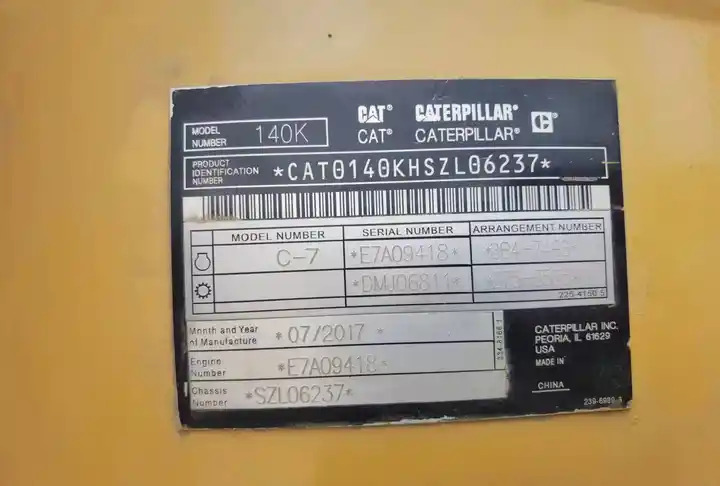 CAT® CATERPILLAR®
CAT® CATERPILLAR®
C
MODEL NUMBER 140K
PRODUCT IDENTIFICATION NUMBER *CAT0140KHSZL06237*
MODEL NUMBER SERIAL NUMBER ARRANGEMENT NUMBER
C-7 *E7A09418*
*DMJ06811*
225-4150 5
Month and Year of Manufacture *07/2017 *
Engine Number *E7A09418*
Chassis Number *SZL06237*
CATERPILLAR INC.
PEORIA, IL 61629
USA
MADE IN
CHINA